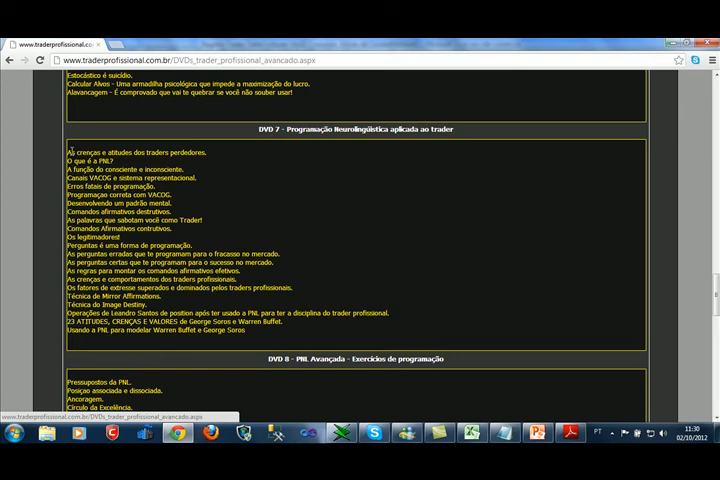 www.traderprofissional.co
www.traderprofissional.com.br/DVDs_trader_profissional_avancado.aspx
Estocástico é suicídio.
Calcular Alvos - Uma armadilha psicológica que impede a maximização do lucro.
Alavancagem - É comprovado que vai te quebrar se você não souber usar!
DVD 7 - Programação Neurolingüística aplicada ao trader
As crenças e atitudes dos traders perdedores.
O que é a PNL?
A função do consciente e inconsciente.
Canais VACOG e sistema representacional.
Erros fatais de programação.
Programaçao correta com VACOG.
Desenvolvendo um padrão mental.
Comandos afirmativos destrutivos.
As palavras que sabotam você como Trader!
Comandos Afirmativos contrutivos.
Os legitimadores!
Perguntas é uma forma de programação.
As perguntas erradas que te programam para o fracasso no mercado.
As perguntas certas que te programam para o sucesso no mercado.
As regras para montar os comandos afirmativos efetivos.
As crenças e comportamentos dos traders profissionais.
Os fatores de extresse superados e dominados pelos traders profissionais.
Técnica de Mirror Affirmations.
Técnica do Image Destiny.
Operações de Leandro Santos de position após ter usado a PNL para ter a disciplina do trader profissional.
23 ATITUDES, CRENÇAS E VALORES de George Soros e Warren Buffet.
Usando a PNL para modelar Warren Buffet e George Soros
DVD 8 - PNL Avançada - Exercícios de programação
Pressupostos da PNL.
Posiçao associada e dissociada.
Ancoragem.
Círculo da Excelência.
www.traderprofissional.com.br/DVDs_trader_profissional_avancado.aspx
PT
11:30
02/10/2012